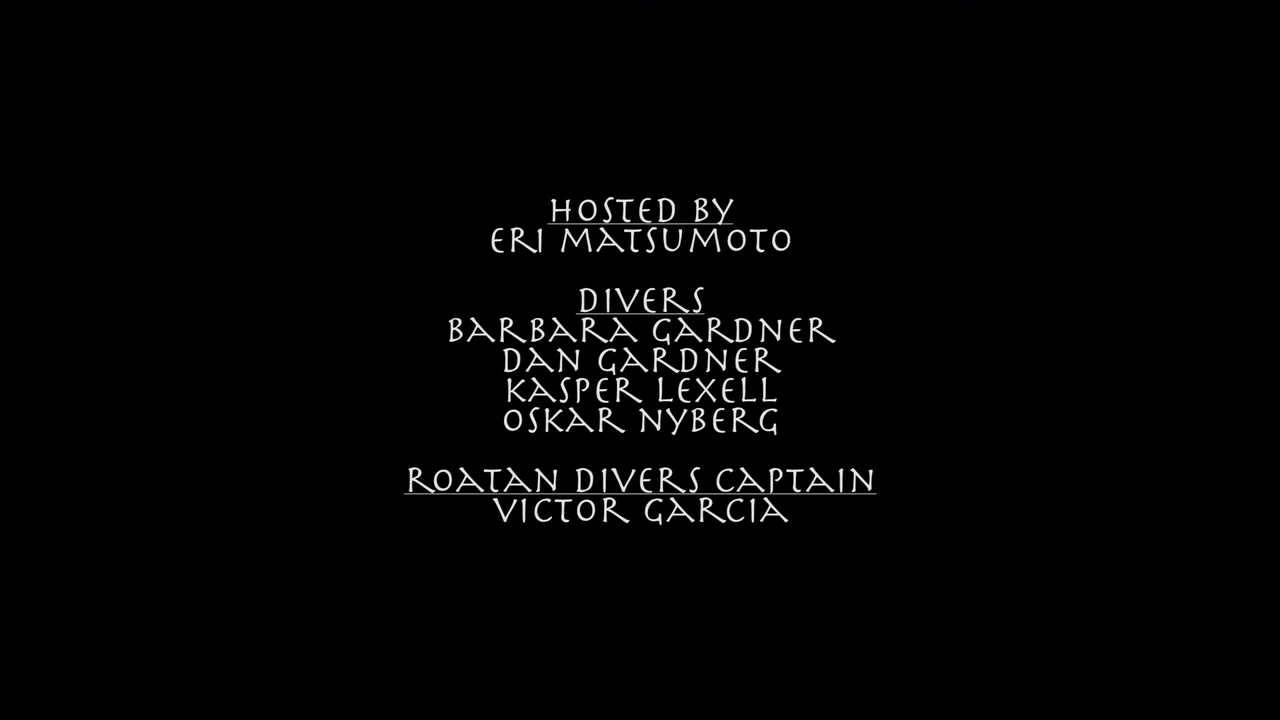 HOSTED BY
ERI MATSUMOTO
DIVERS
BARBARA GARDNER
DAN GARDNER
KASPER LEXELL
OSKAR NYBERG
ROATAN DIVERS CAPTAIN
VICTOR GARCIA